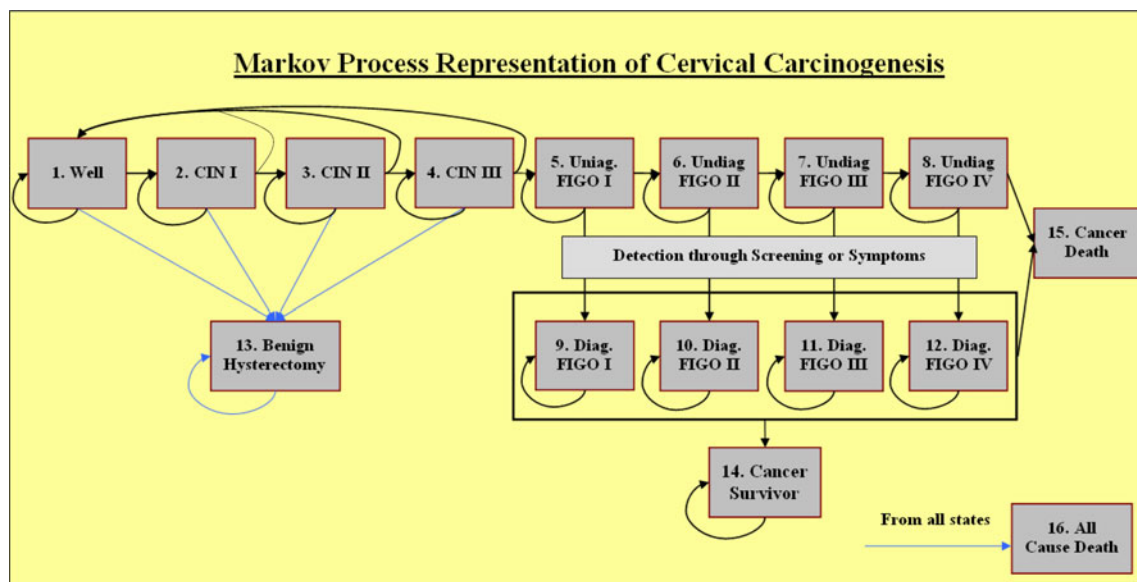 Markov Process Representation of Cervical Carcinogenesis
1. Well
2. CIN I
3. CIN II
4. CIN III
5. Uniag.
FIGO I
6. Undiag
FIGO II
7. Undiag
FIGO III
8. Undiag
FIGO IV
15. Cancer
Death
Detection through Screening or Symptoms
13. Benign
Hysterectomy
9. Diag.
FIGO I
10. Diag.
FIGO II
11. Diag.
FIGO III
12. Diag.
FIGO IV
14. Cancer
Survivor
From all states
16. All
Cause Death